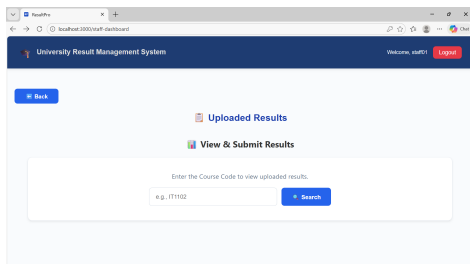 ResultPro
localhost:3000/staff-dashboard
Chat
University Result Management System
Welcome, staff01
Logout
Back
Uploaded Results
View & Submit Results
Enter the Course Code to view uploaded results.
e.g., IT1102
Search